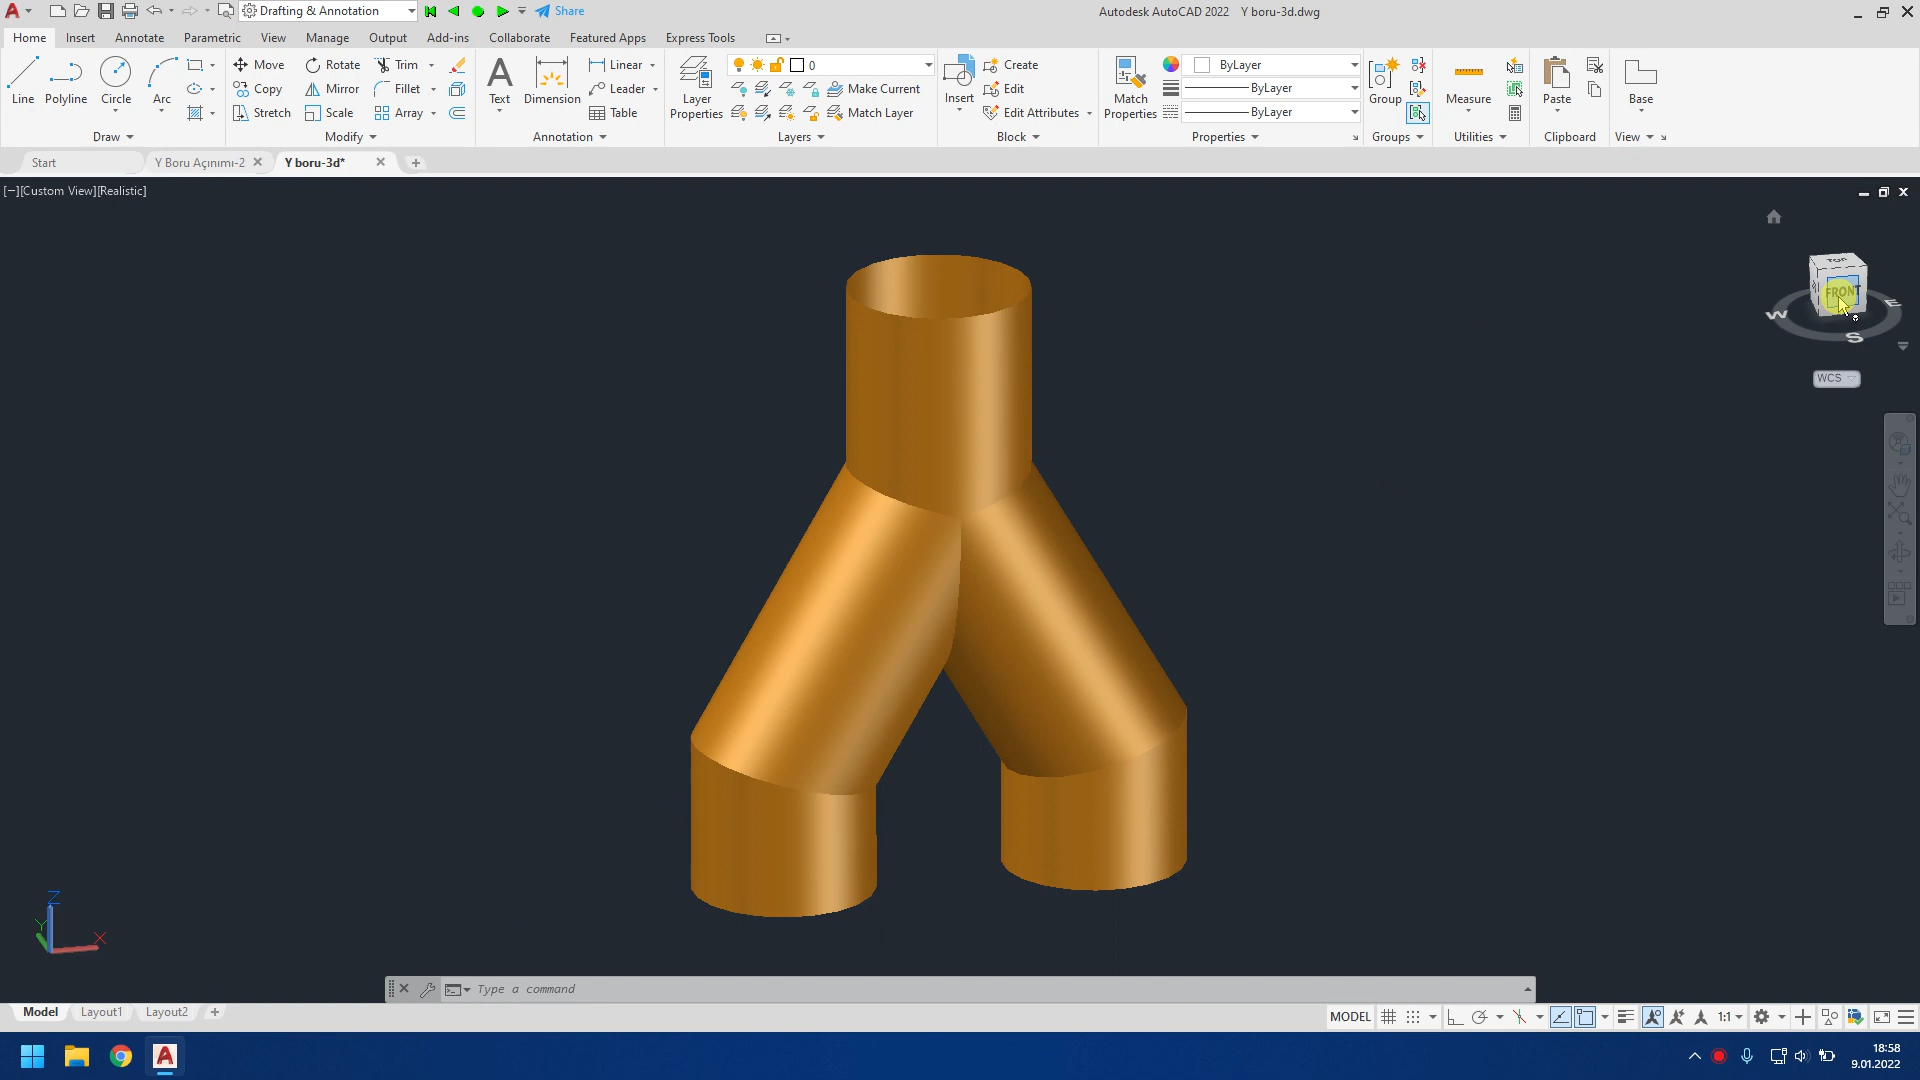 Drafting & Annotation
Share
Autodesk AutoCAD 2022 Y boru-3d.dwg
Home Insert Annotate Parametric View Manage Output Add-ins Collaborate Featured Apps Express Tools
Line Polyline Circle Arc
Move Rotate Trim
Copy Mirror Fillet
Stretch Scale Array
Text Dimension
Linear
Leader
Table
Layer Properties
0
Make Current
Match Layer
Insert
Create
Edit
Edit Attributes
Match Properties
ByLayer
ByLayer
ByLayer
Group
Measure
Paste
Base
Draw Modify Annotation Layers Block Properties Groups Utilities Clipboard View
Start Y Boru Açınımı-2 Y boru-3d*
[−][Custom View][Realistic]
TOP
FRONT
W S E
WCS
Z
Y
X
Type a command
Model Layout1 Layout2
MODEL 1:1
18:58
9.01.2022